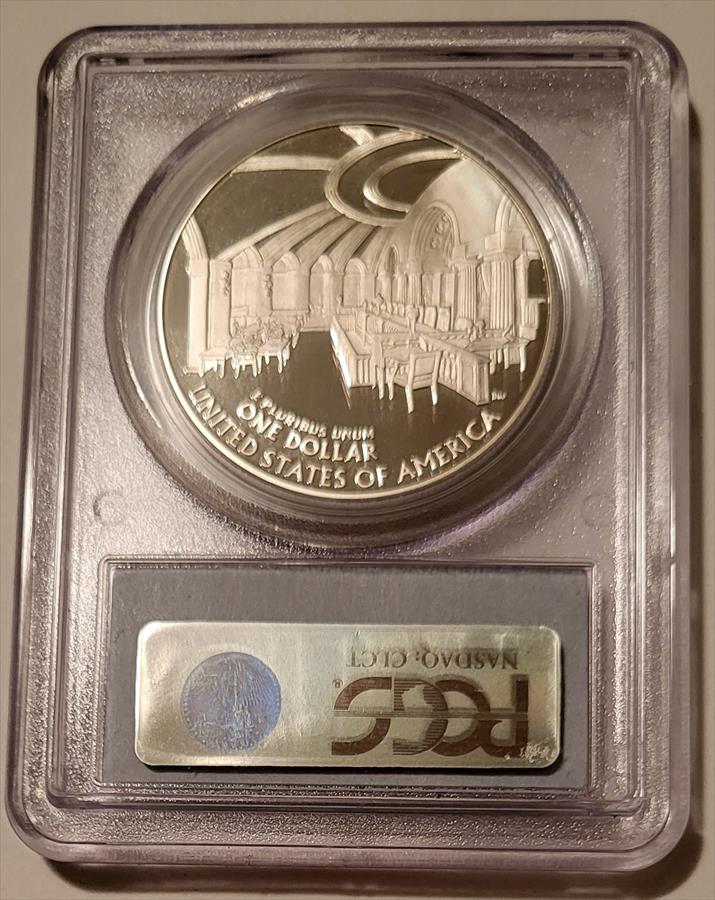 E PLURIBUS UNUM
ONE DOLLAR
UNITED STATES OF AMERICA
NASDAQ: CLCT
PCGS®